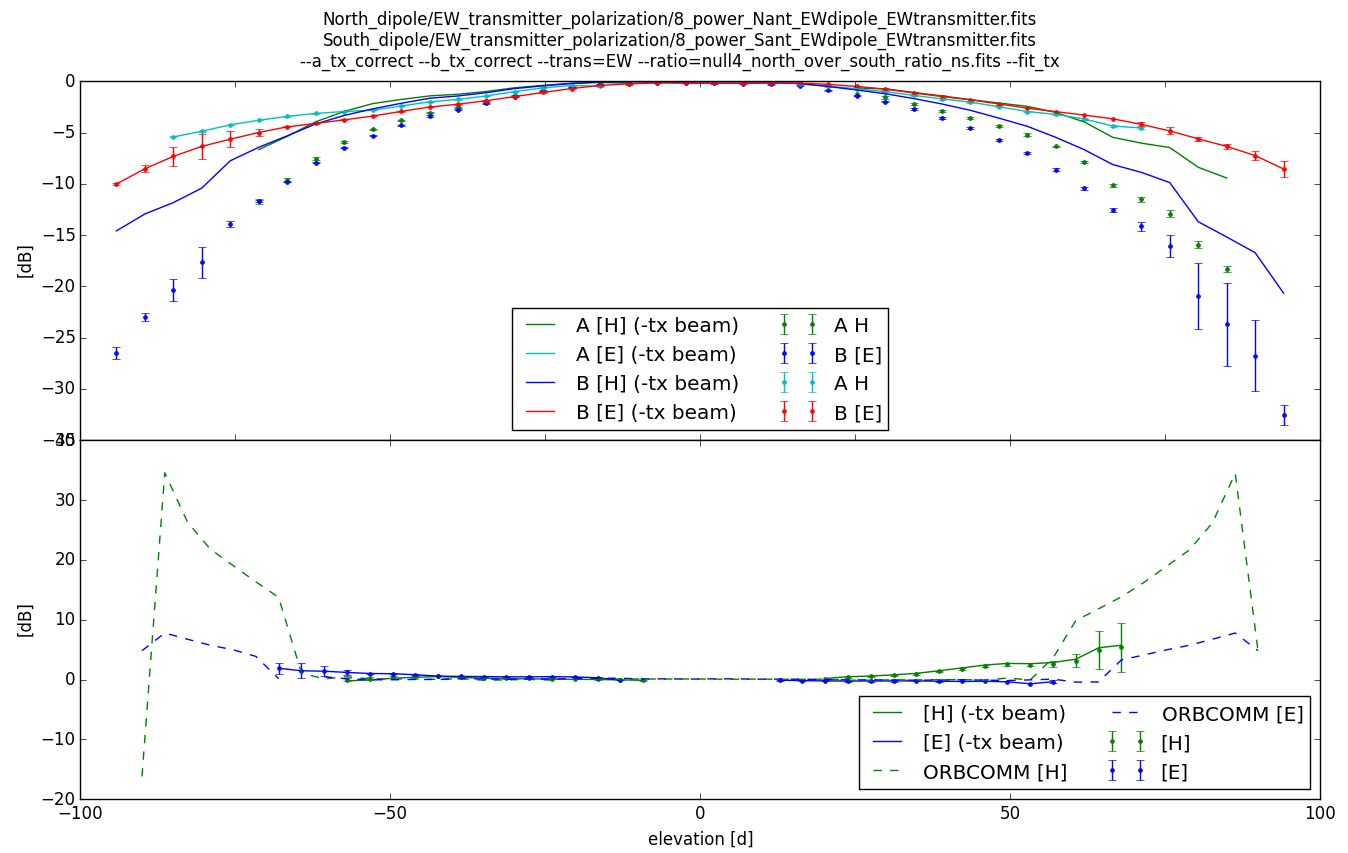 North_dipole/EW_transmitter_polarization/8_power_Nant_EWdipole_EWtransmitter.fits
South_dipole/EW_transmitter_polarization/8_power_Sant_EWdipole_EWtransmitter.fits
--a_tx_correct --b_tx_correct --trans=EW --ratio=null4_north_over_south_ratio_ns.fits --fit_tx
0
−5
−10
−15
−20
−25
−30
[dB]
A [H] (-tx beam)
A [E] (-tx beam)
B [H] (-tx beam)
B [E] (-tx beam)
A H
B [E]
A H
B [E]
30
20
10
0
−10
−20
[dB]
[H] (-tx beam)
[E] (-tx beam)
ORBCOMM [H]
ORBCOMM [E]
[H]
[E]
−100 −50 0 50 100
elevation [d]